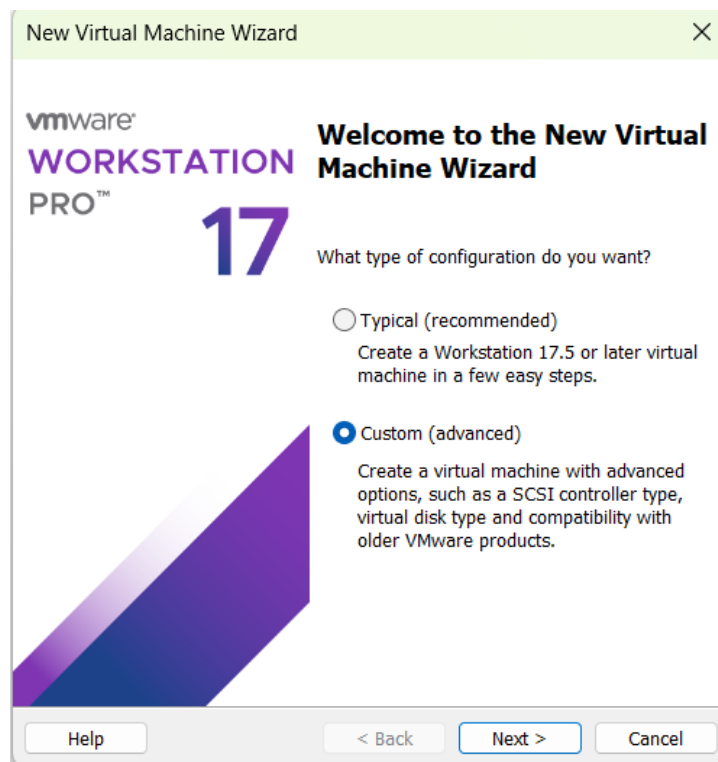 New Virtual Machine Wizard
vmware®
WORKSTATION
PRO™
17
Welcome to the New Virtual
Machine Wizard
What type of configuration do you want?
Typical (recommended)
Create a Workstation 17.5 or later virtual
machine in a few easy steps.
Custom (advanced)
Create a virtual machine with advanced
options, such as a SCSI controller type,
virtual disk type and compatibility with
older VMware products.
Help
< Back
Next >
Cancel